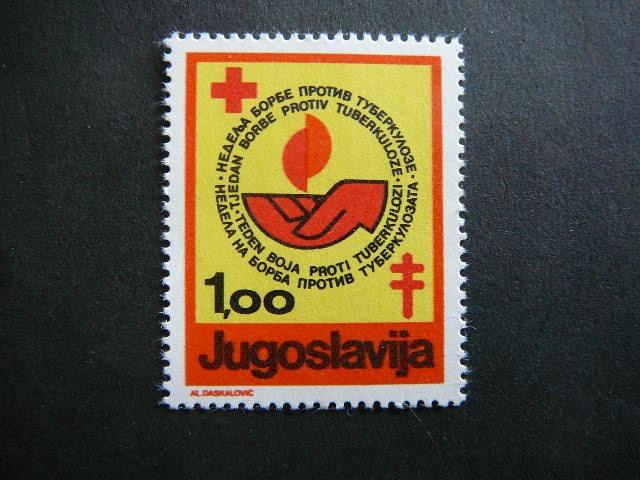 • НЕДЕЉА БОРБЕ ПРОТИВ ТУБЕРКУЛОЗЕ •
TJEDAN BORBE PROTIV TUBERKULOZE •
TEDEN BOJA PROTI TUBERKULOZI •
НЕДЕЛА НА БОРБА ПРОТИВ ТУБЕРКУЛОЗАТА
1,00
Jugoslavija
AL.DASKALOVIČ